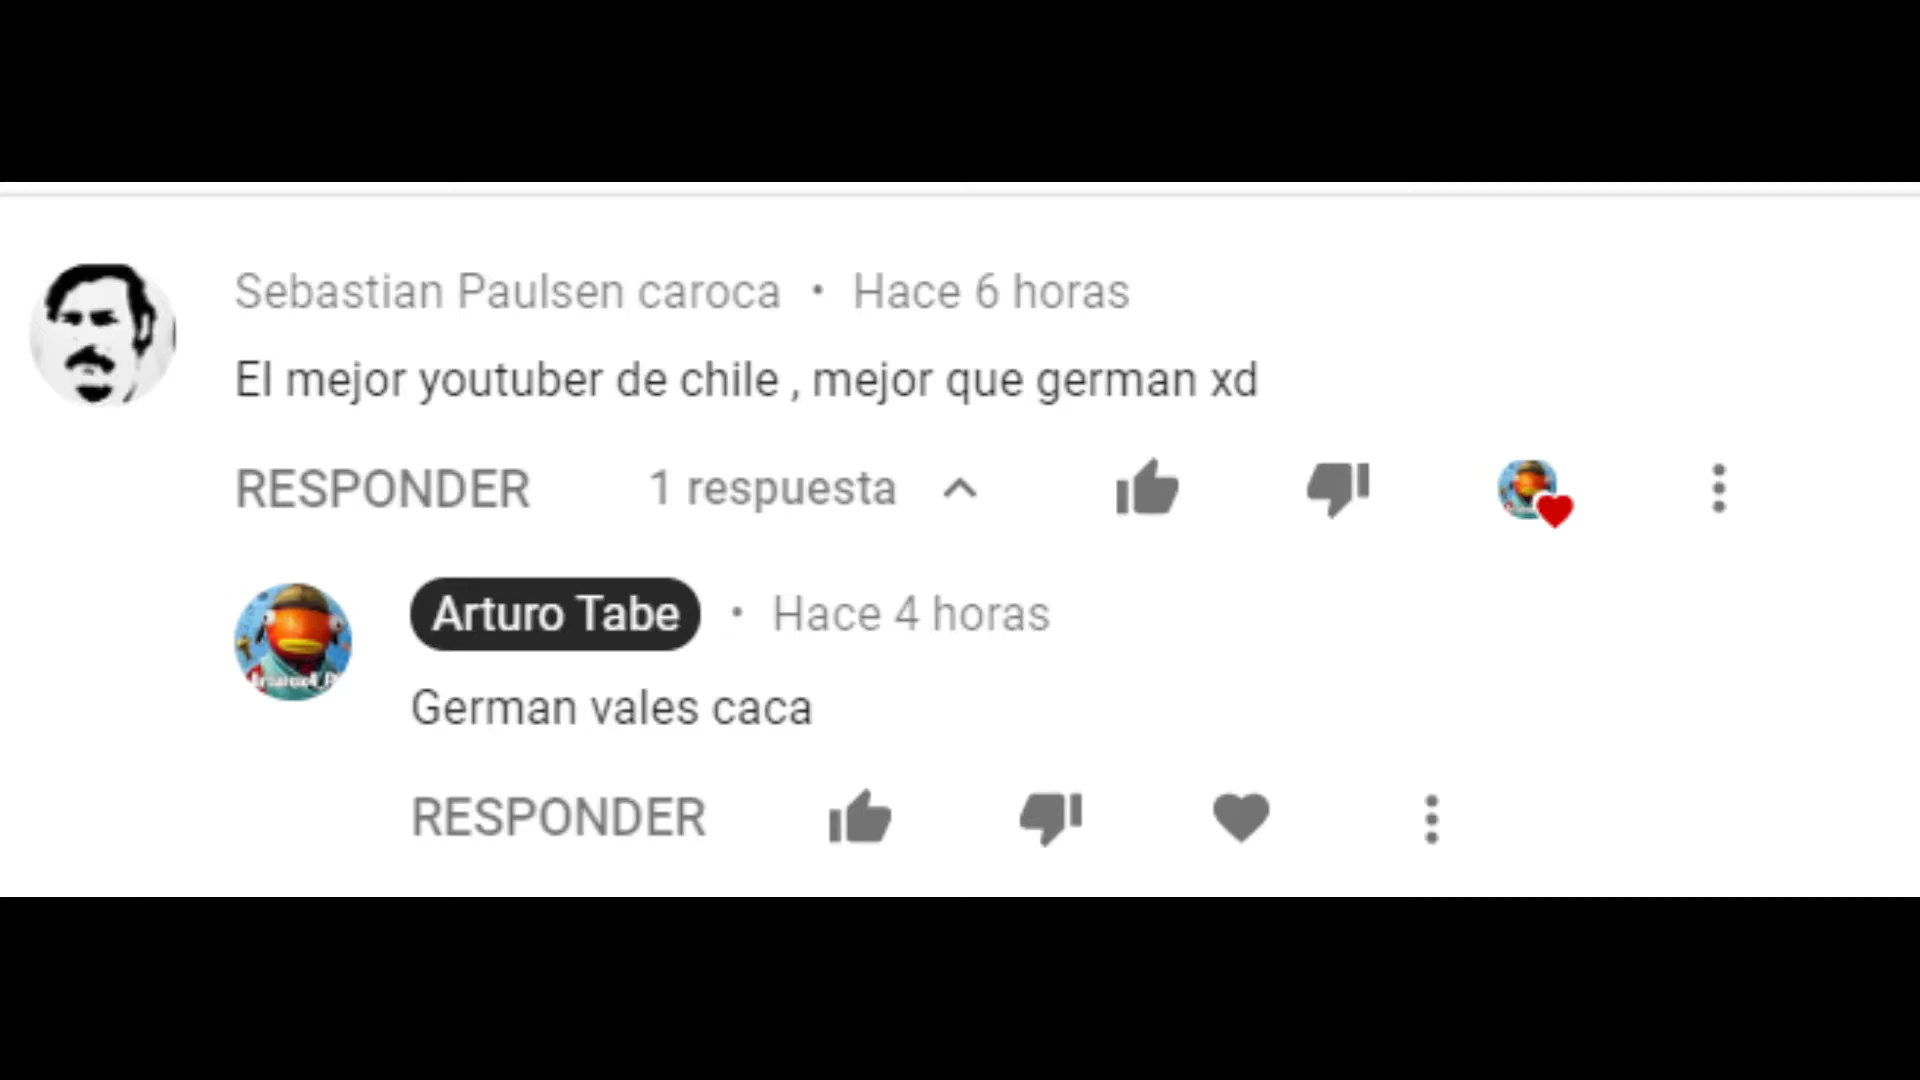 Sebastian Paulsen caroca • Hace 6 horas
El mejor youtuber de chile , mejor que german xd
RESPONDER 1 respuesta
Arturo Tabe • Hace 4 horas
German vales caca
RESPONDER